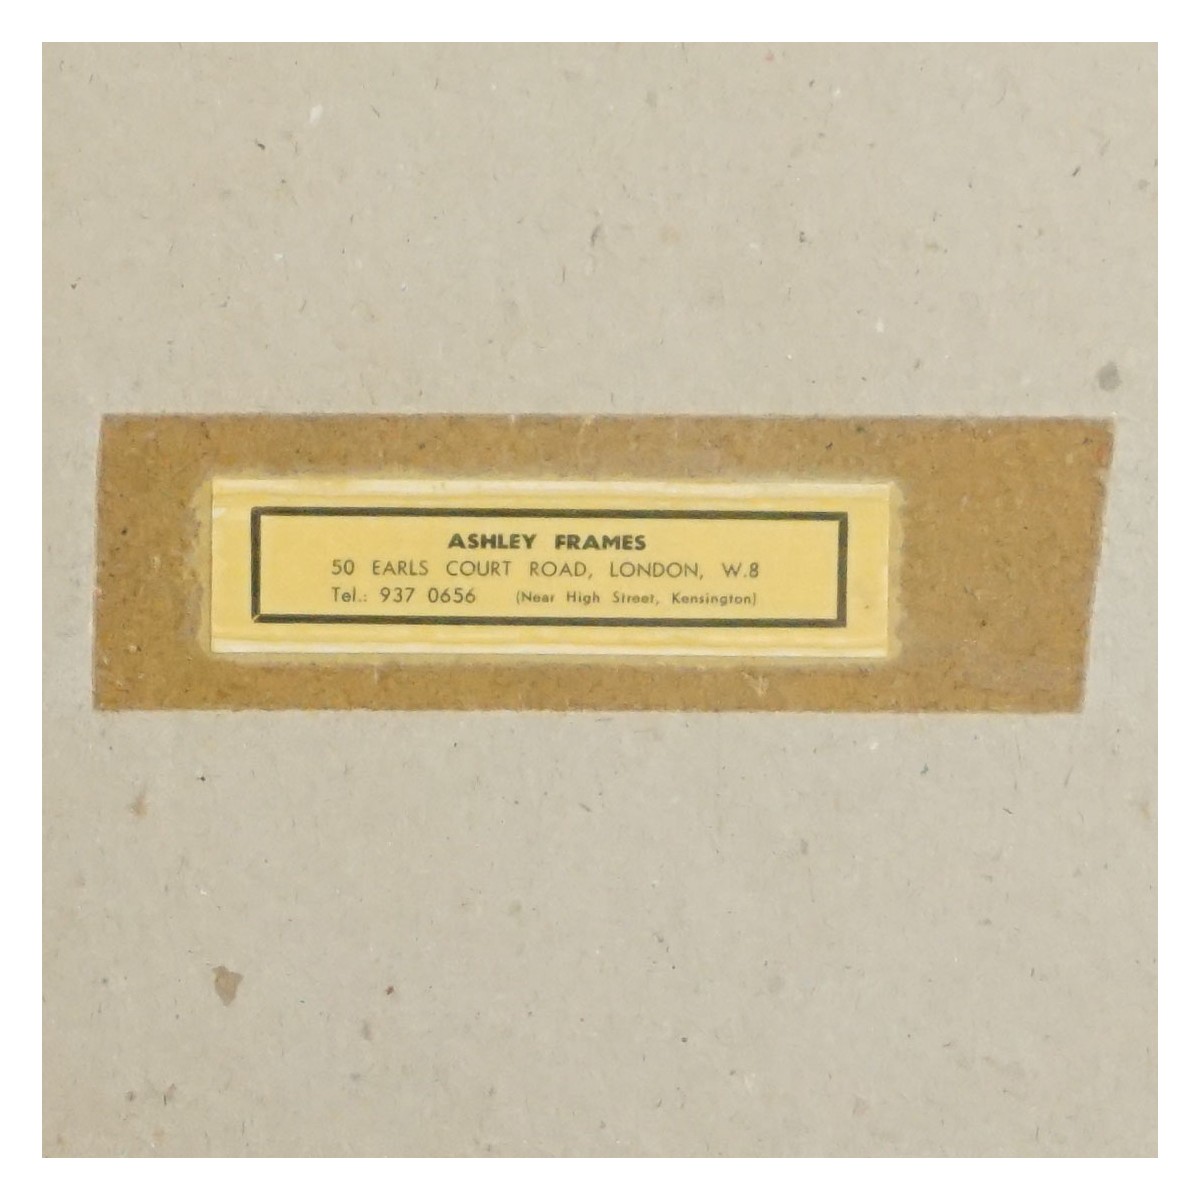 ASHLEY FRAMES
50 EARLS COURT ROAD, LONDON, W.8
Tel.: 937 0656 (Near High Street, Kensington)